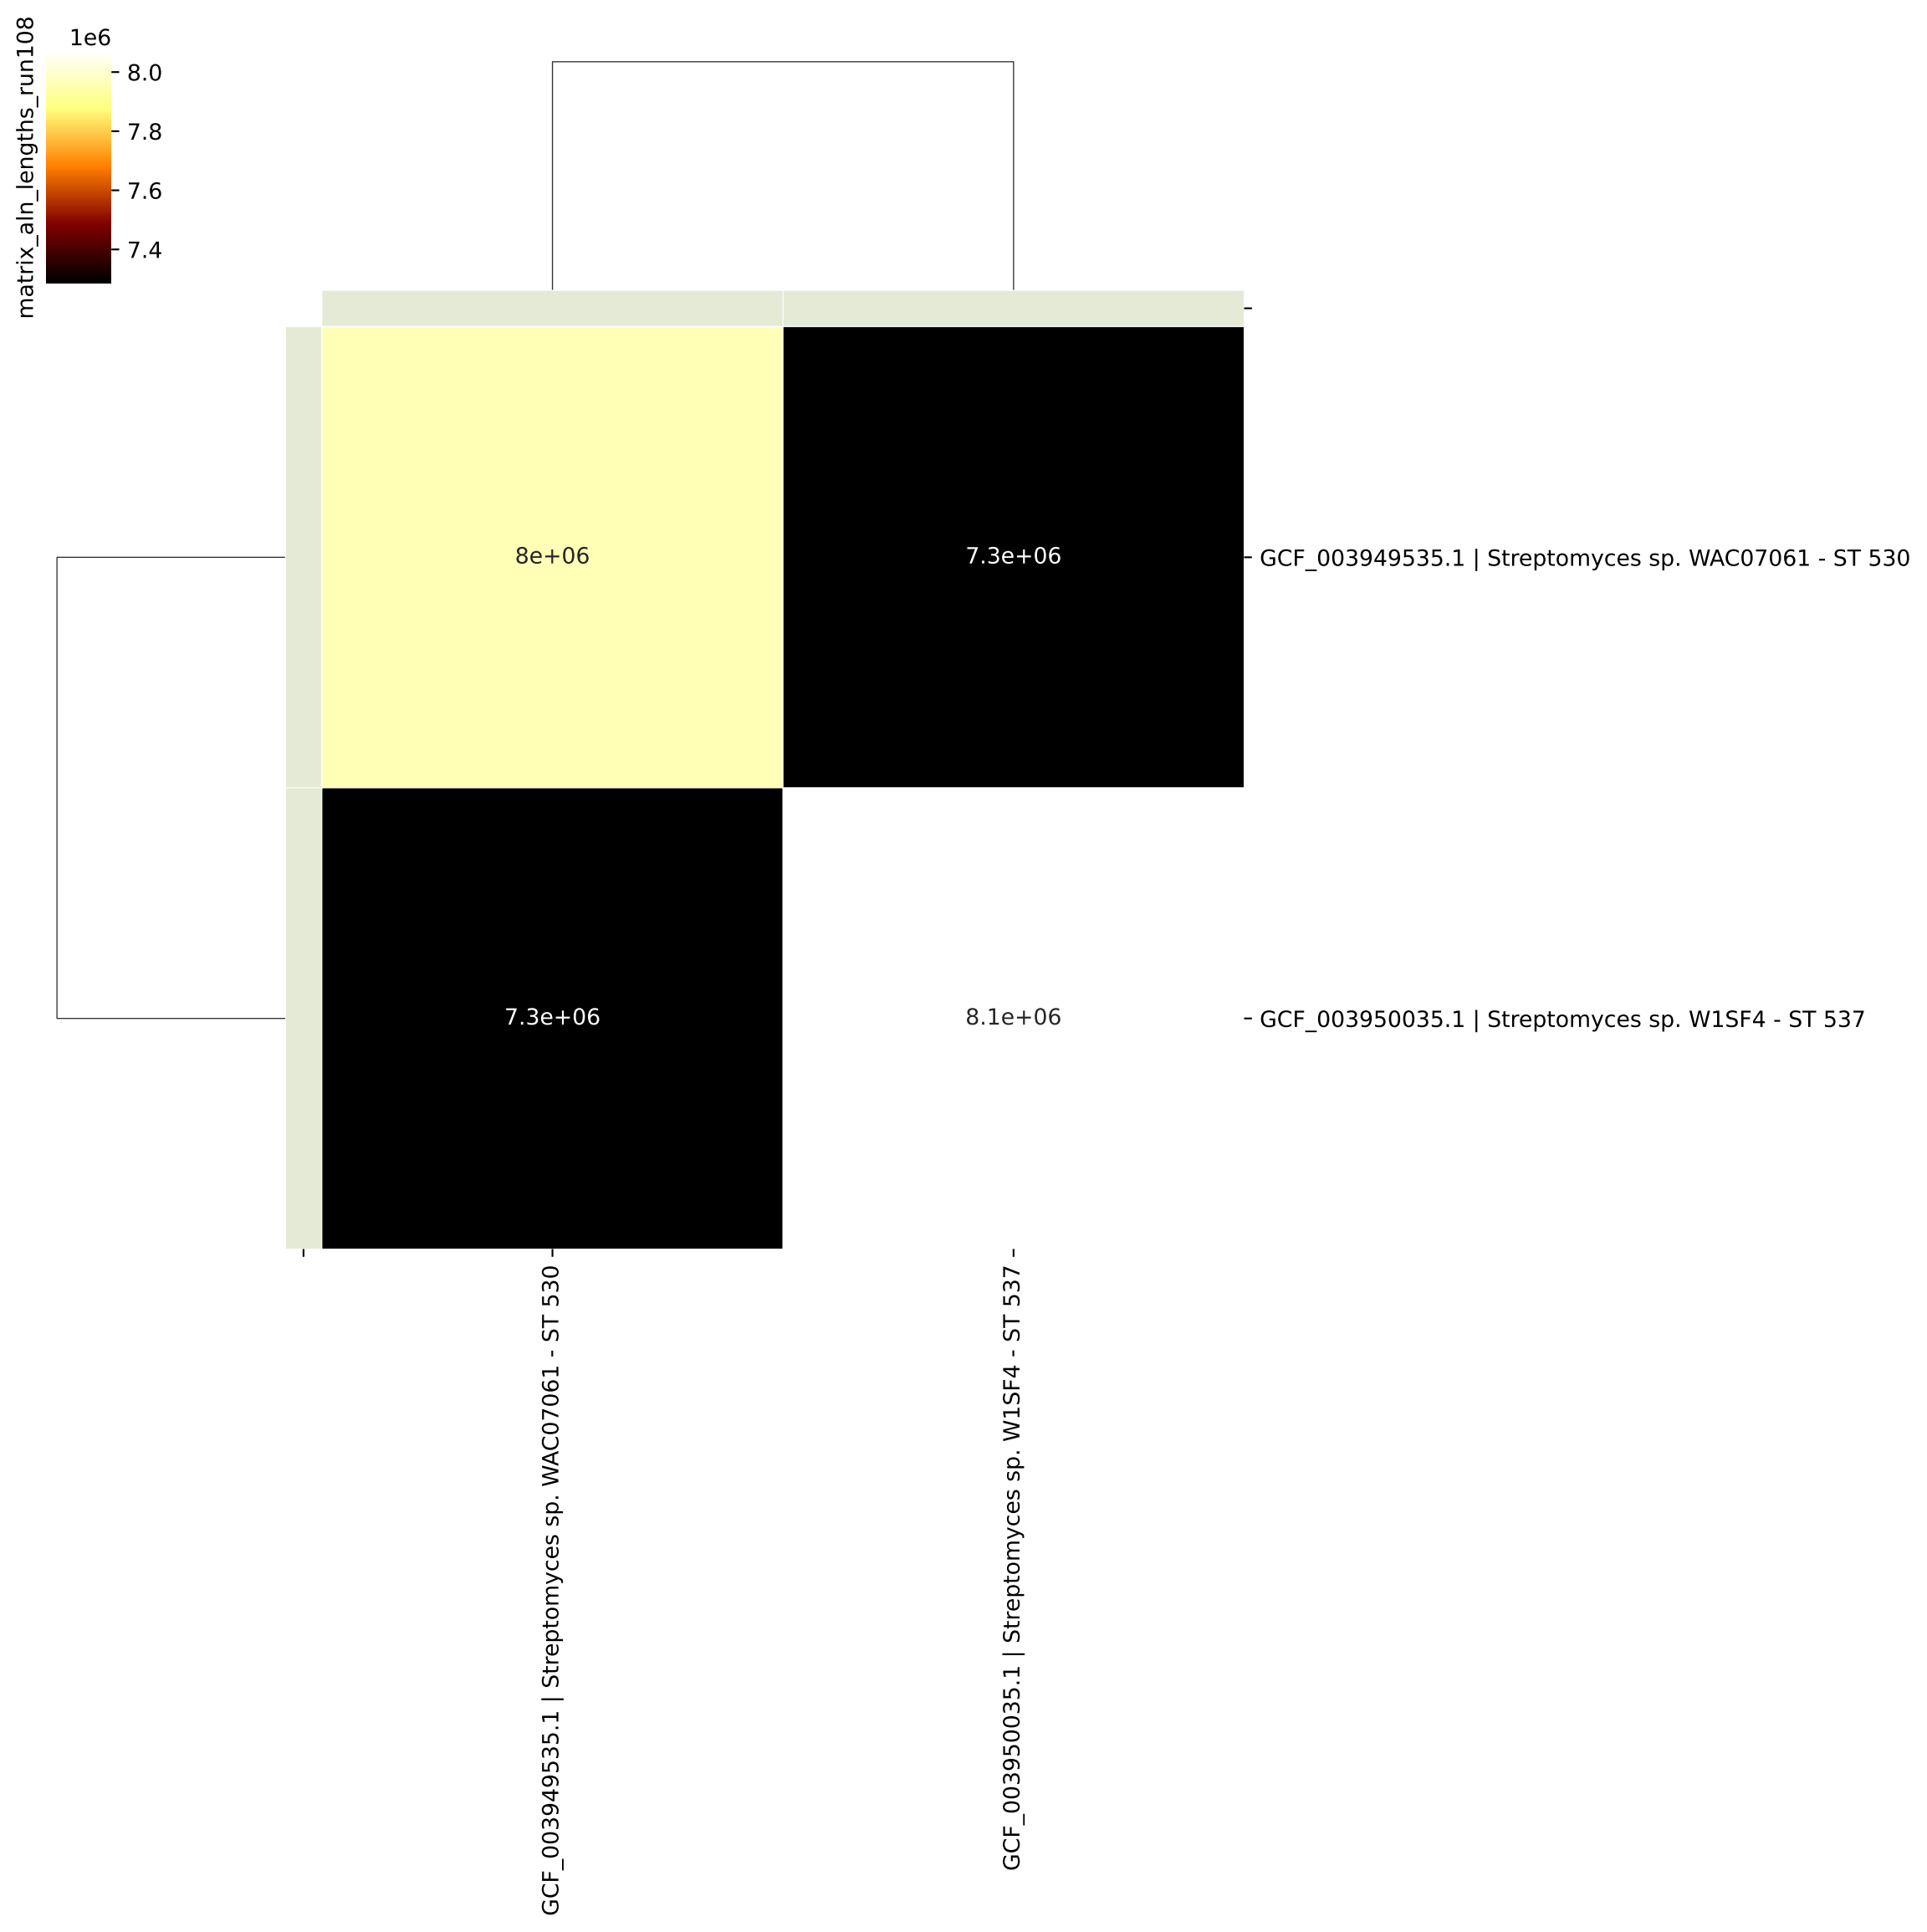 matrix_aln_lengths_run108
1e6
8.0
7.8
7.6
7.4
8e+06
7.3e+06
GCF_003949535.1 | Streptomyces sp. WAC07061 - ST 530
7.3e+06
8.1e+06
GCF_003950035.1 | Streptomyces sp. W1SF4 - ST 537
GCF_003949535.1 | Streptomyces sp. WAC07061 - ST 530
GCF_003950035.1 | Streptomyces sp. W1SF4 - ST 537